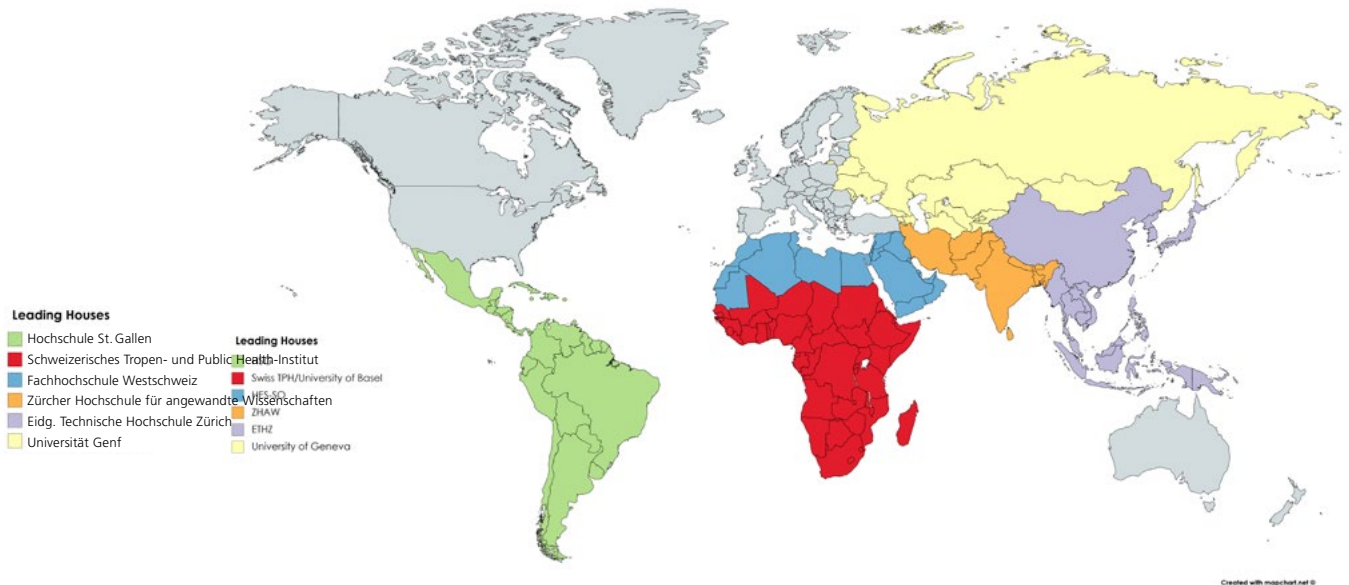 Leading Houses
Hochschule St. Gallen
Schweizerisches Tropen- und Public Health-Institut
Fachhochschule Westschweiz
Zürcher Hochschule für angewandte Wissenschaften
Eidg. Technische Hochschule Zürich
Universität Genf
Leading Houses
Swiss TPH/University of Basel
HES-SO
ZHAW
ETHZ
University of Geneva
Created with mapchart.net ©